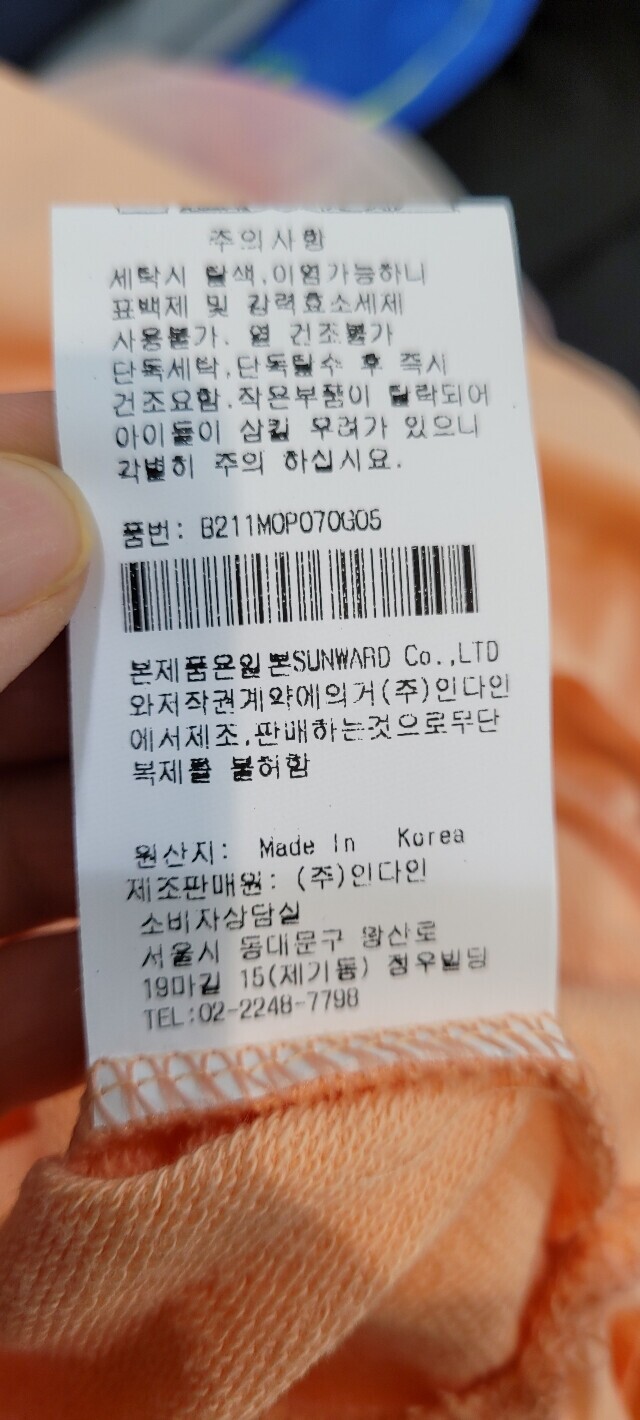 주의사항
세탁시 탈색,이염가능하니
표백제 및 강력효소세제
사용불가. 열 건조불가
단독세탁,단독탈수 후 즉시
건조요함.작은부품이 탈락되어
아이들이 삼킬 우려가 있으니
각별히 주의 하십시요.
품번: B211MOP070G05
본제품은일본SUNWARD Co.,LTD
와저작권계약에의거(주)인다인
에서제조,판매하는것으로무단
복제를 불허함
원산지: Made In Korea
제조판매원: (주)인다인
소비자상담실
서울시 동대문구 왕산로
19마길 15(제기동) 청우빌딩
TEL:02-2248-7798